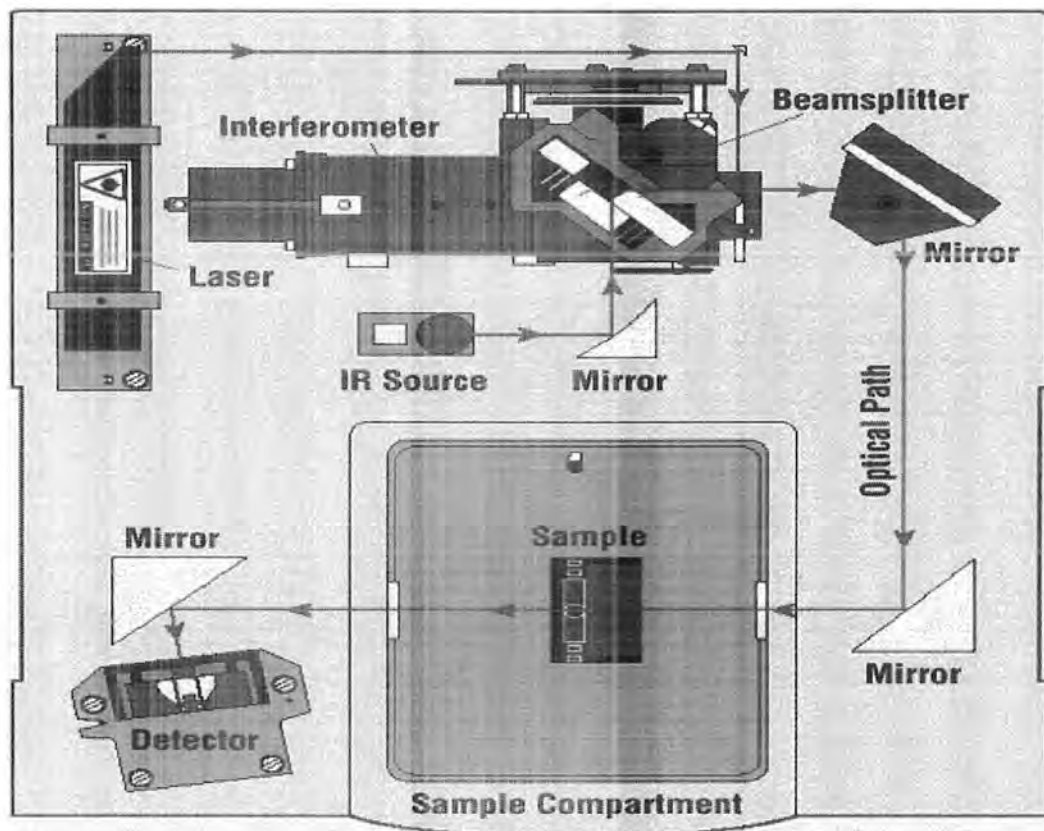 Beamsplitter
Interferometer
Laser
Mirror
IR Source
Mirror
Optical Path
Mirror
Sample
Mirror
Detector
Sample Compartment